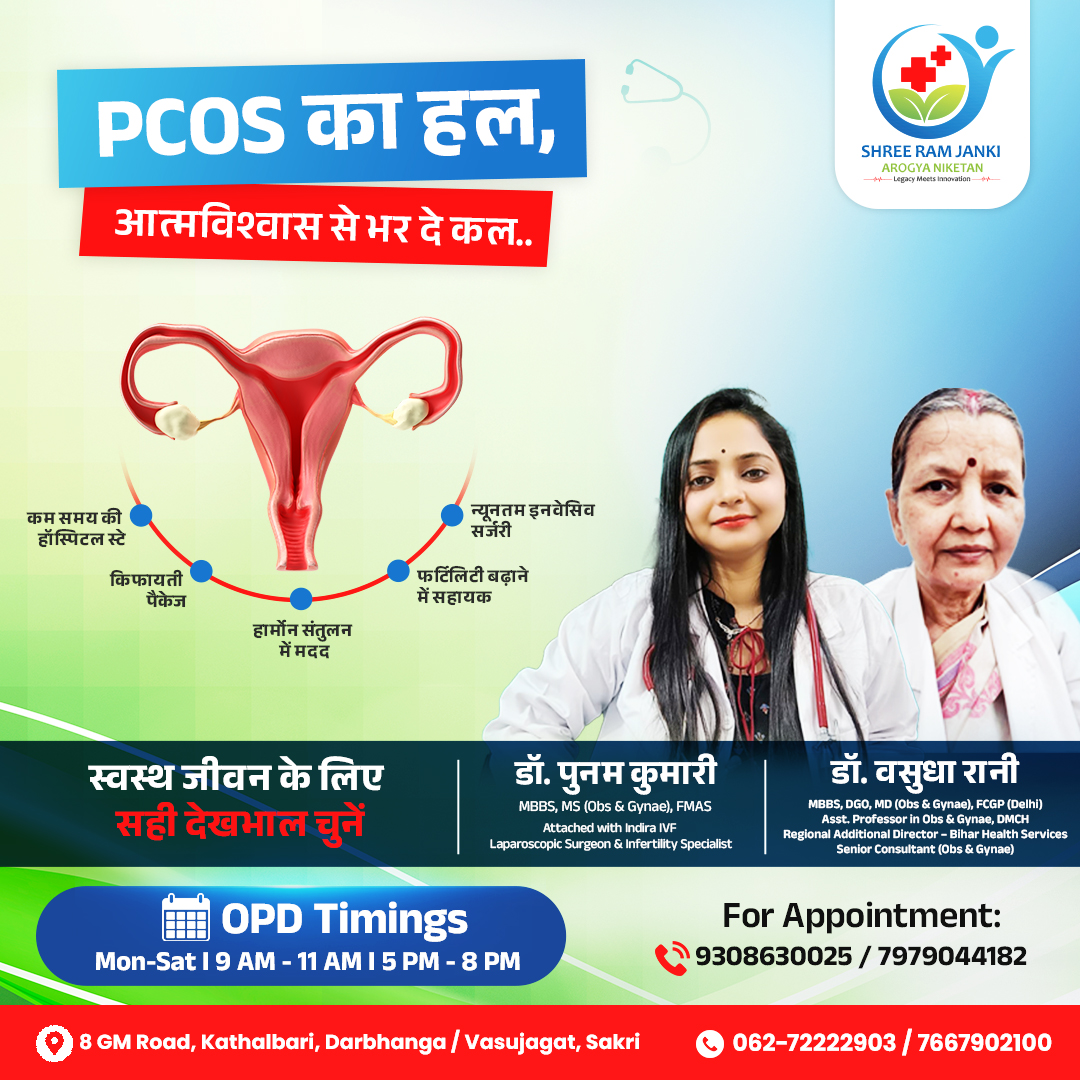 PCOS का हल,
आत्मविश्वास से भर दे कल..
SHREE RAM JANKI
AROGYA NIKETAN
Legacy Meets Innovation
कम समय की
हॉस्पिटल स्टे
किफायती
पैकेज
हार्मोन संतुलन
में मदद
फर्टिलिटी बढ़ाने
में सहायक
न्यूनतम इनवेसिव
सर्जरी
स्वस्थ जीवन के लिए
सही देखभाल चुनें
डॉ. पुनम कुमारी
MBBS, MS (Obs & Gynae), FMAS
Attached with Indira IVF
Laparoscopic Surgeon & Infertility Specialist
डॉ. वसुधा रानी
MBBS, DGO, MD (Obs & Gynae), FCGP (Delhi)
Asst. Professor in Obs & Gynae, DMCH
Regional Additional Director – Bihar Health Services
Senior Consultant (Obs & Gynae)
OPD Timings
Mon-Sat I 9 AM - 11 AM I 5 PM - 8 PM
For Appointment:
9308630025 / 7979044182
8 GM Road, Kathalbari, Darbhanga / Vasujagat, Sakri
062-72222903 / 7667902100